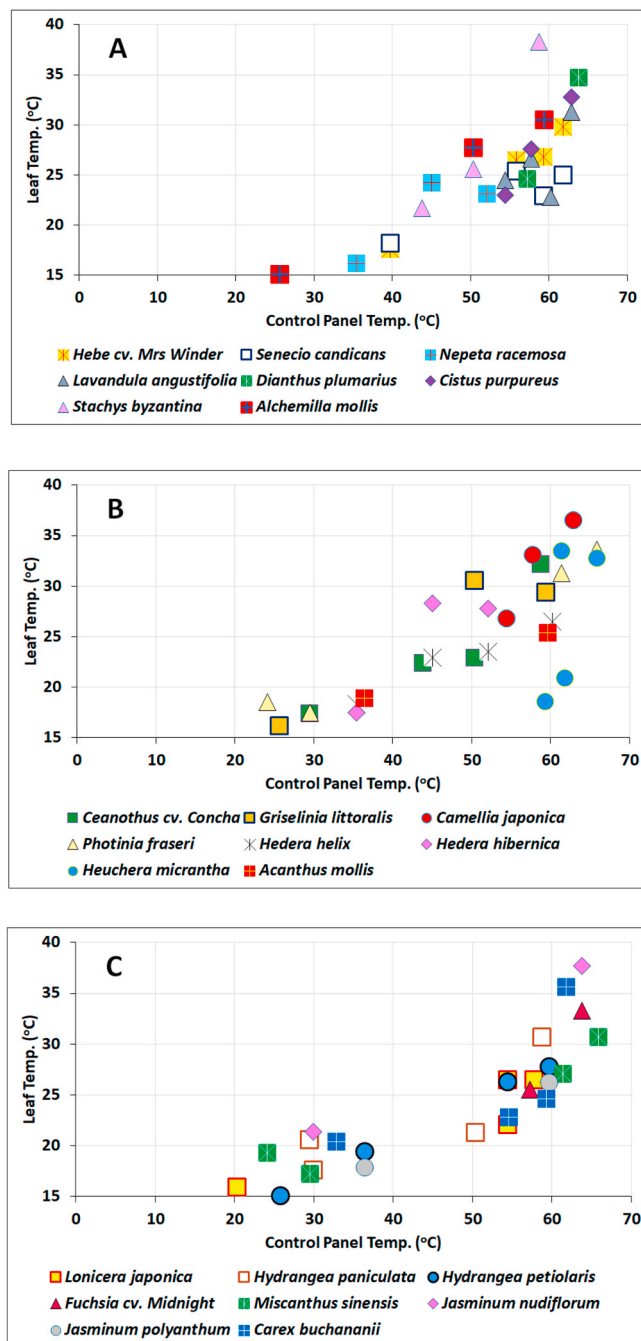 A
40
35
30
25
20
15
Leaf Temp. (°C)
0 10 20 30 40 50 60 70
Control Panel Temp. (°C)
Hebe cv. Mrs Winder Senecio candicans Nepeta racemosa
Lavandula angustifolia Dianthus plumarius Cistus purpureus
Stachys byzantina Alchemilla mollis
B
40
35
30
25
20
15
Leaf Temp. (°C)
0 10 20 30 40 50 60 70
Control Panel Temp. (°C)
Ceanothus cv. Concha Griselinia littoralis Camellia japonica
Photinia fraseri Hedera helix Hedera hibernica
Heuchera micrantha Acanthus mollis
C
40
35
30
25
20
15
Leaf Temp. (°C)
0 10 20 30 40 50 60 70
Control Panel Temp. (°C)
Lonicera japonica Hydrangea paniculata Hydrangea petiolaris
Fuchsia cv. Midnight Miscanthus sinensis Jasminum nudiflorum
Jasminum polyanthum Carex buchananii